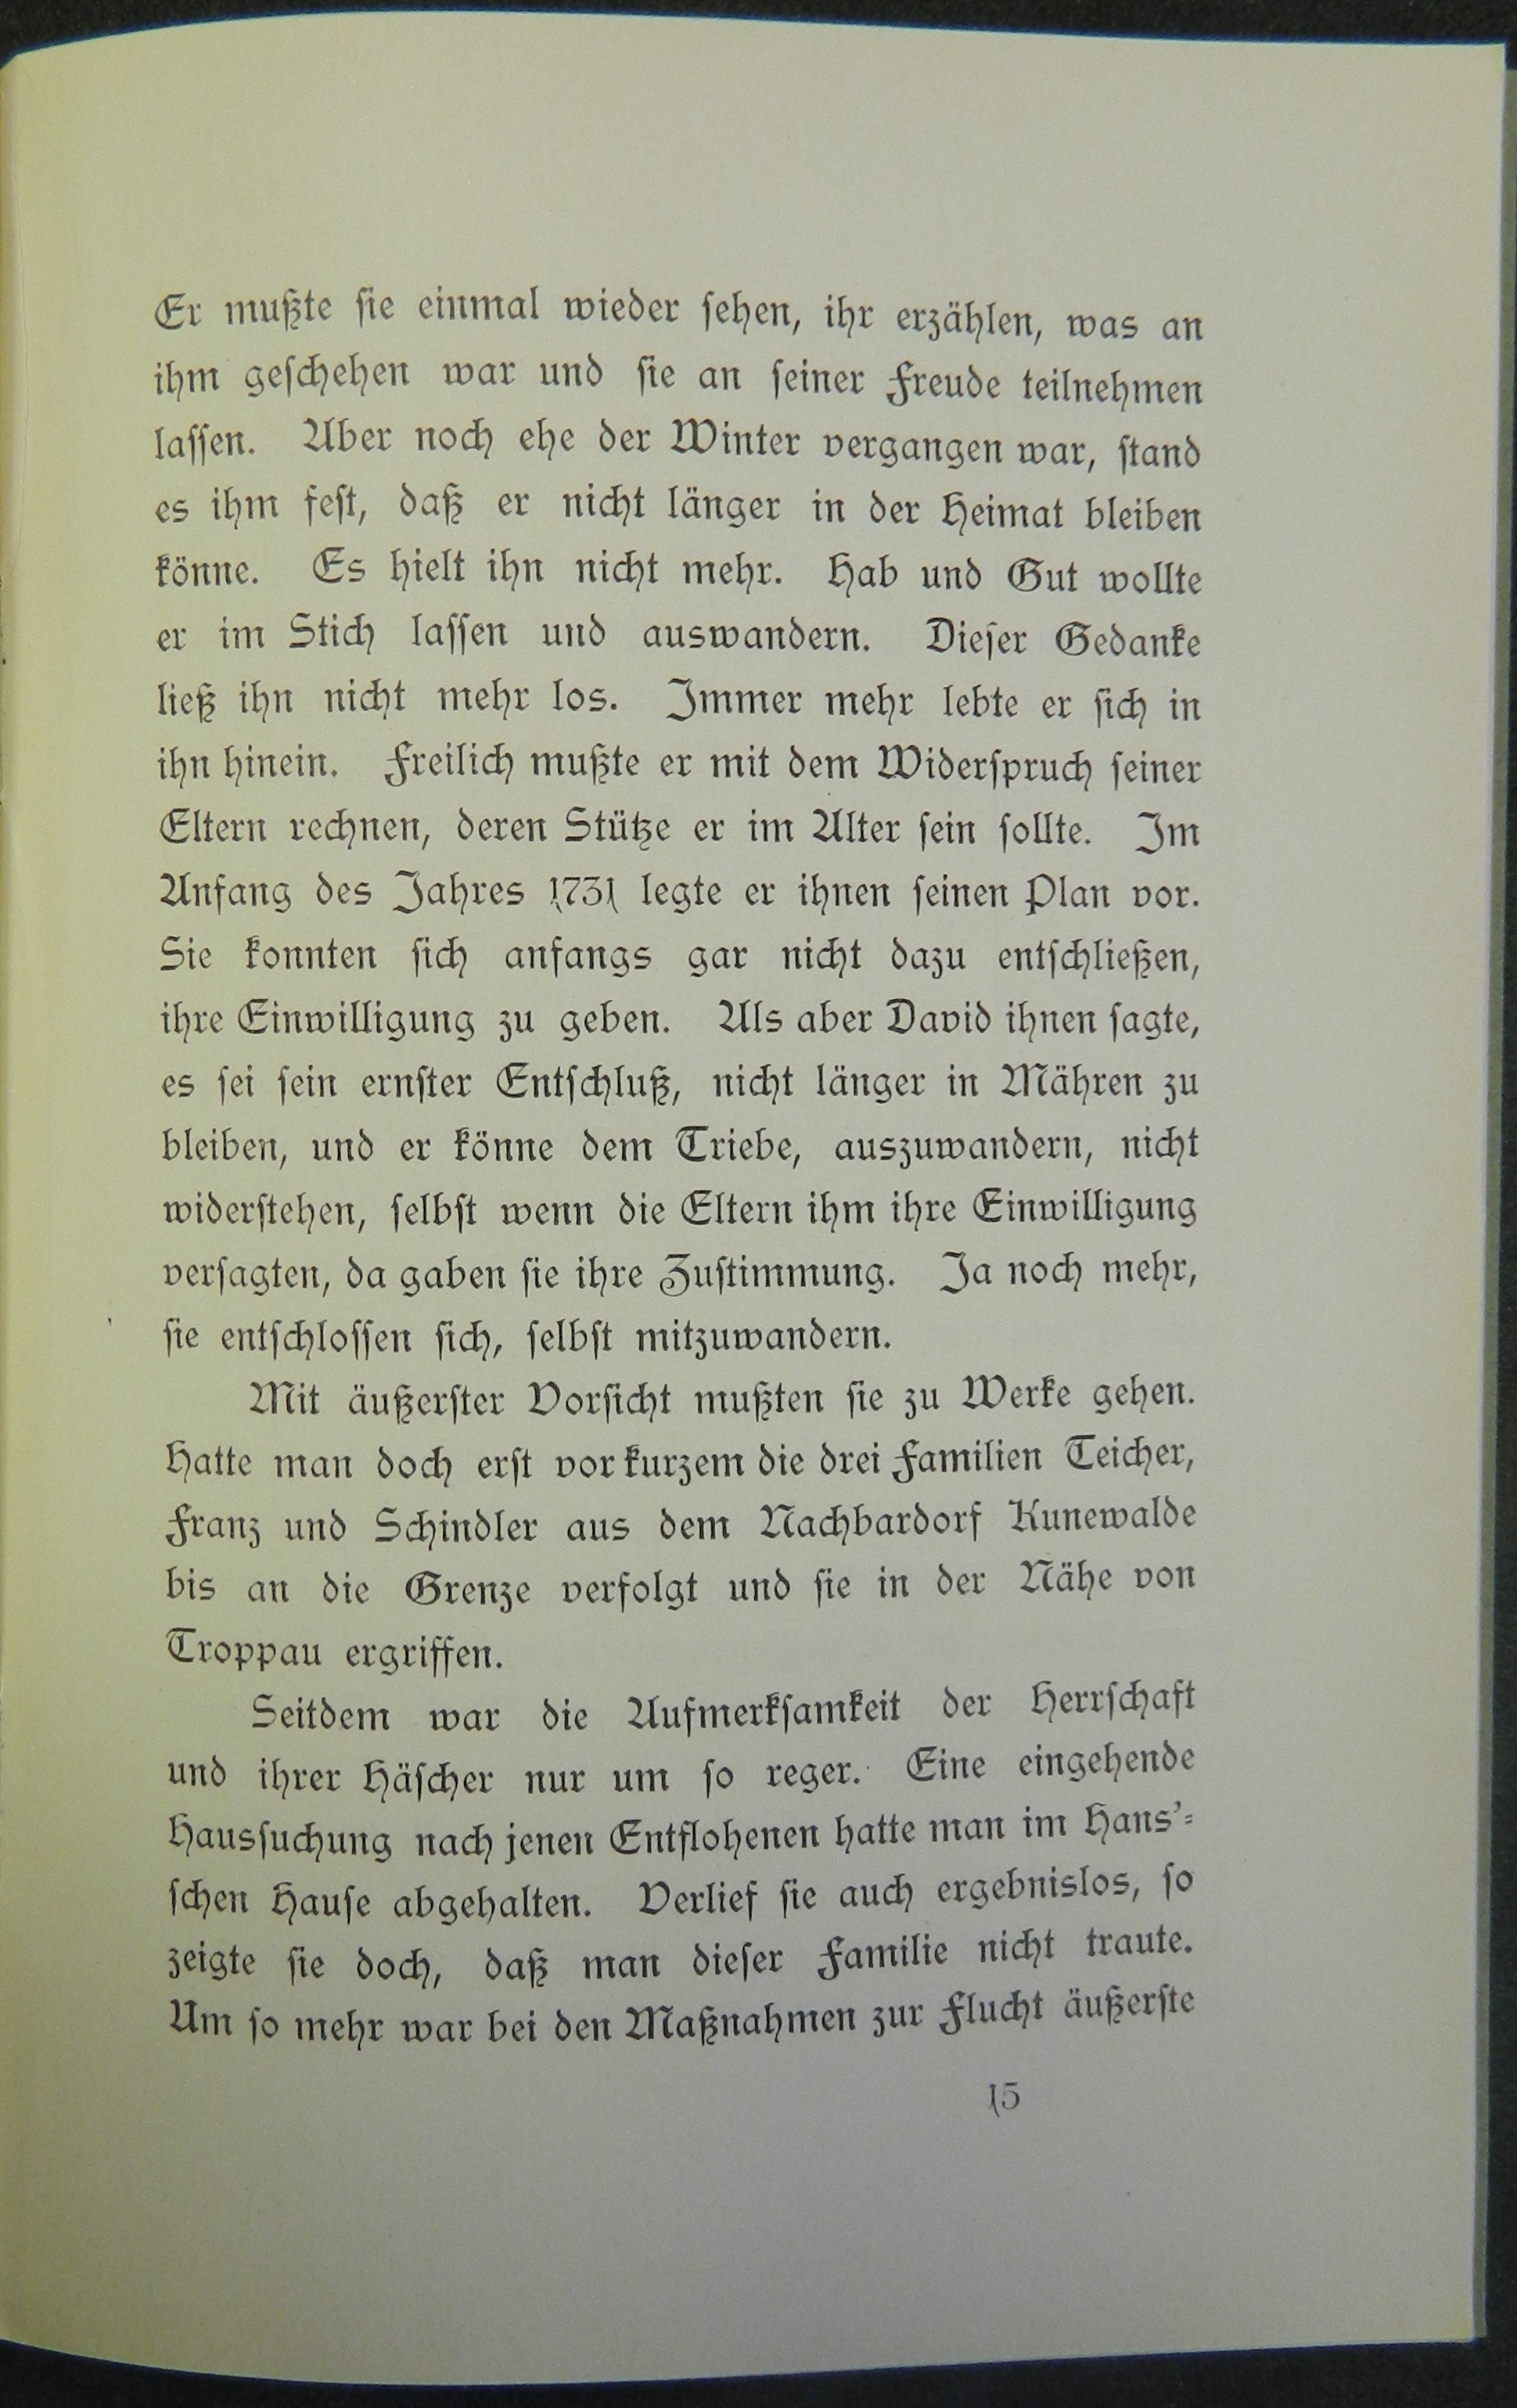 Er mußte ſie einmal wieder ſehen, ihr erzählen, was an
ihm geſchehen war und ſie an ſeiner Freude teilnehmen
laſſen. Aber noch ehe der Winter vergangen war, ſtand
es ihm feſt, daß er nicht länger in der Heimat bleiben
könne. Es hielt ihn nicht mehr. Hab und Gut wollte
er im Stich laſſen und auswandern. Dieſer Gedanke
ließ ihn nicht mehr los. Immer mehr lebte er ſich in
ihn hinein. Freilich mußte er mit dem Widerſpruch ſeiner
Eltern rechnen, deren Stütze er im Alter ſein ſollte. Im
Anfang des Jahres 1731 legte er ihnen ſeinen Plan vor.
Sie konnten ſich anfangs gar nicht dazu entſchließen,
ihre Einwilligung zu geben. Als aber David ihnen ſagte,
es ſei ſein ernſter Entſchluß, nicht länger in Mähren zu
bleiben, und er könne dem Triebe, auszuwandern, nicht
widerſtehen, ſelbſt wenn die Eltern ihm ihre Einwilligung
verſagten, da gaben ſie ihre Zuſtimmung. Ja noch mehr,
ſie entſchloſſen ſich, ſelbſt mitzuwandern.
Mit äußerſter Vorſicht mußten ſie zu Werke gehen.
Hatte man doch erſt vor kurzem die drei Familien Teicher,
Franz und Schindler aus dem Nachbardorf Kunewalde
bis an die Grenze verfolgt und ſie in der Nähe von
Troppau ergriffen.
Seitdem war die Aufmerkſamkeit der Herrſchaft
und ihrer Häſcher nur um ſo reger. Eine eingehende
Hausſuchung nach jenen Entflohenen hatte man im Hans'⸗
ſchen Hauſe abgehalten. Verlief ſie auch ergebnislos, ſo
zeigte ſie doch, daß man dieſer Familie nicht traute.
Um ſo mehr war bei den Maßnahmen zur Flucht äußerſte
15